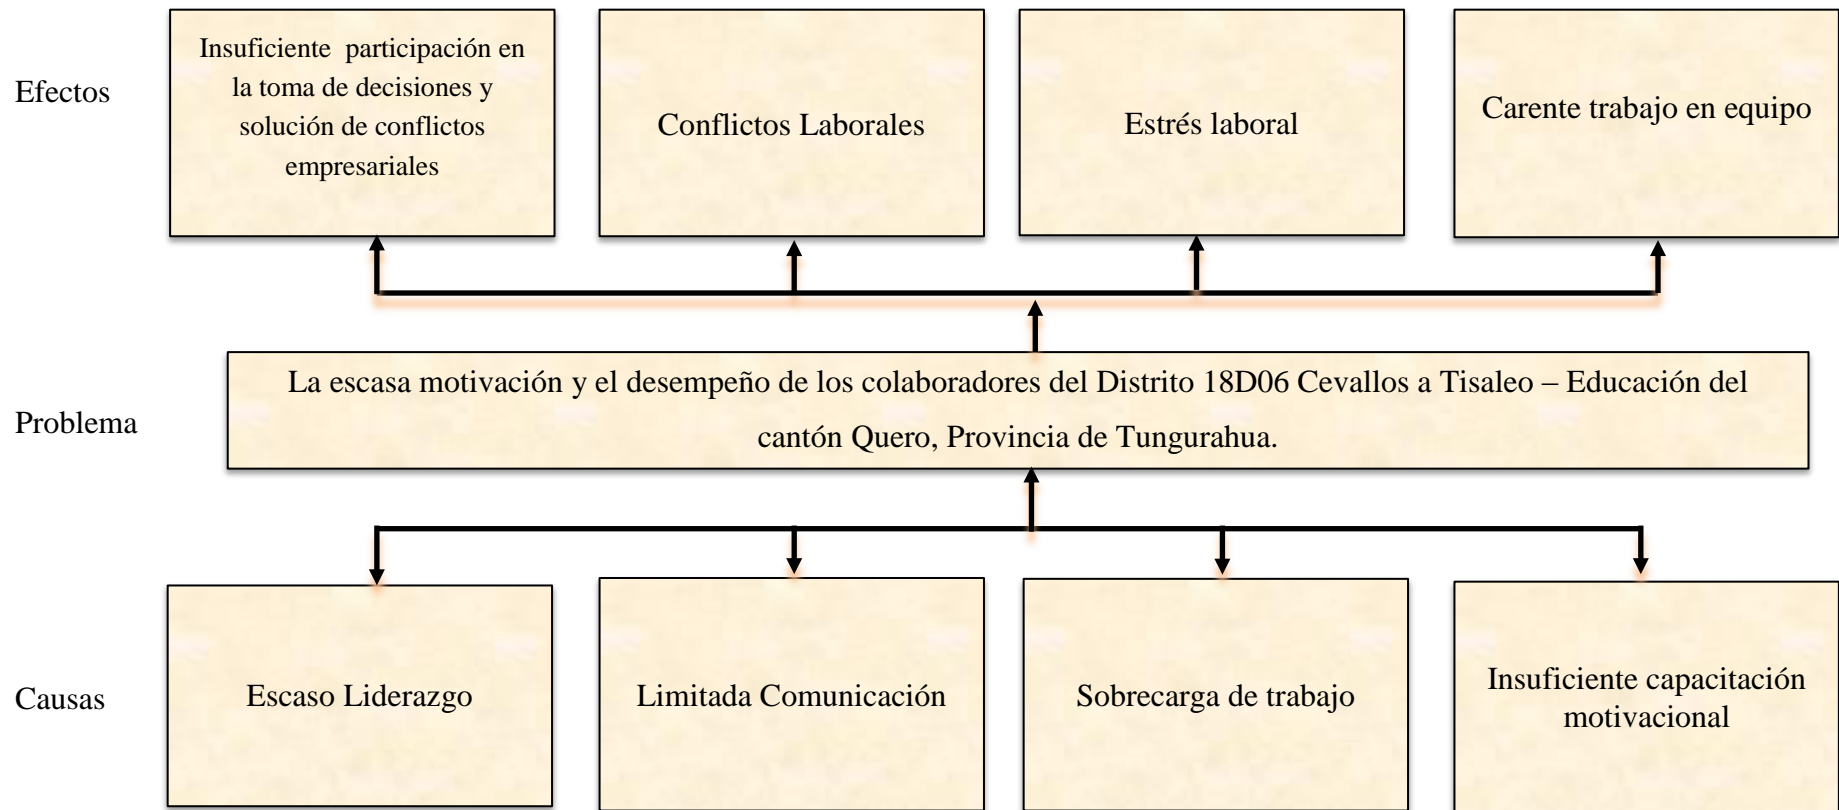 Efectos
Insuficiente participación en
la toma de decisiones y
solución de conflictos
empresariales
Conflictos Laborales
Estrés laboral
Carente trabajo en equipo
Problema
La escasa motivación y el desempeño de los colaboradores del Distrito 18D06 Cevallos a Tisaleo – Educación del
cantón Quero, Provincia de Tungurahua.
Causas
Escaso Liderazgo
Limitada Comunicación
Sobrecarga de trabajo
Insuficiente capacitación
motivacional